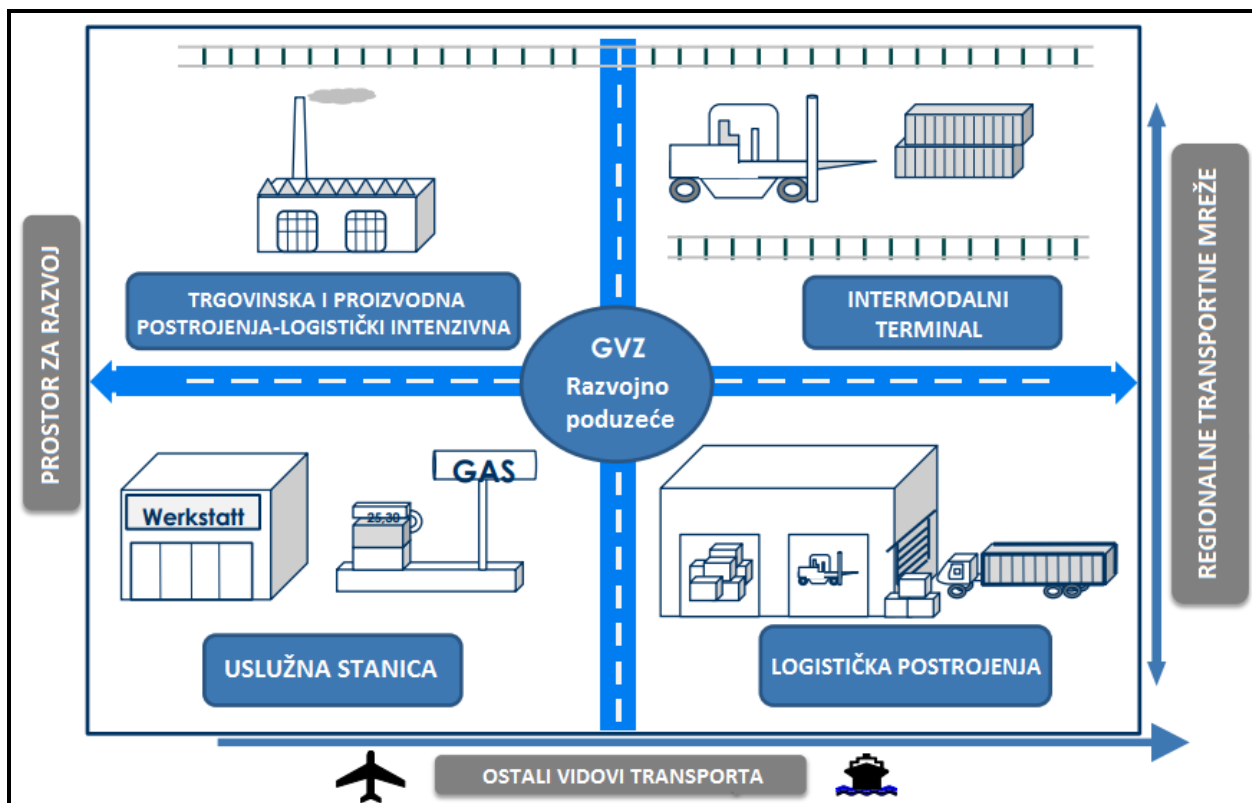 TRGOVINSKA I PROIZVODNA
POSTROJENJA-LOGISTIČKI INTENZIVNA
INTERMODALNI
TERMINAL
GVZ
Razvojno
poduzeće
PROSTOR ZA RAZVOJ
REGIONALNE TRANSPORTNE MREŽE
Werkstatt
25,30
GAS
USLUŽNA STANICA
LOGISTIČKA POSTROJENJA
OSTALI VIDOVI TRANSPORTA